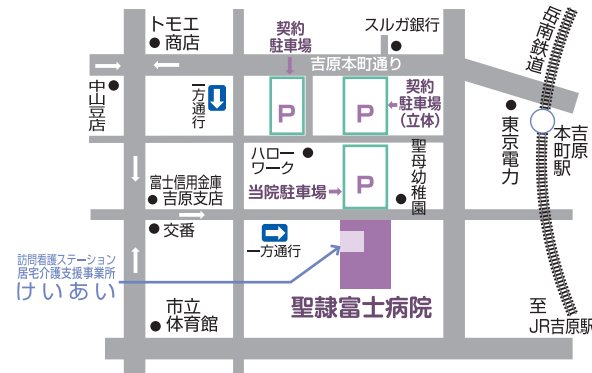 トモエ
商店
契約
駐車場
スルガ銀行
岳南鉄道
吉原本町通り
中山豆店
一方通行
P
P
契約
駐車場
(立体)
東京電力
吉原
本町駅
ハロー
ワーク
聖母幼稚園
富士信用金庫
吉原支店
当院駐車場
P
交番
一方通行
訪問看護ステーション
居宅介護支援事業所
けいあい
聖隷富士病院
市立
体育館
至
JR吉原駅